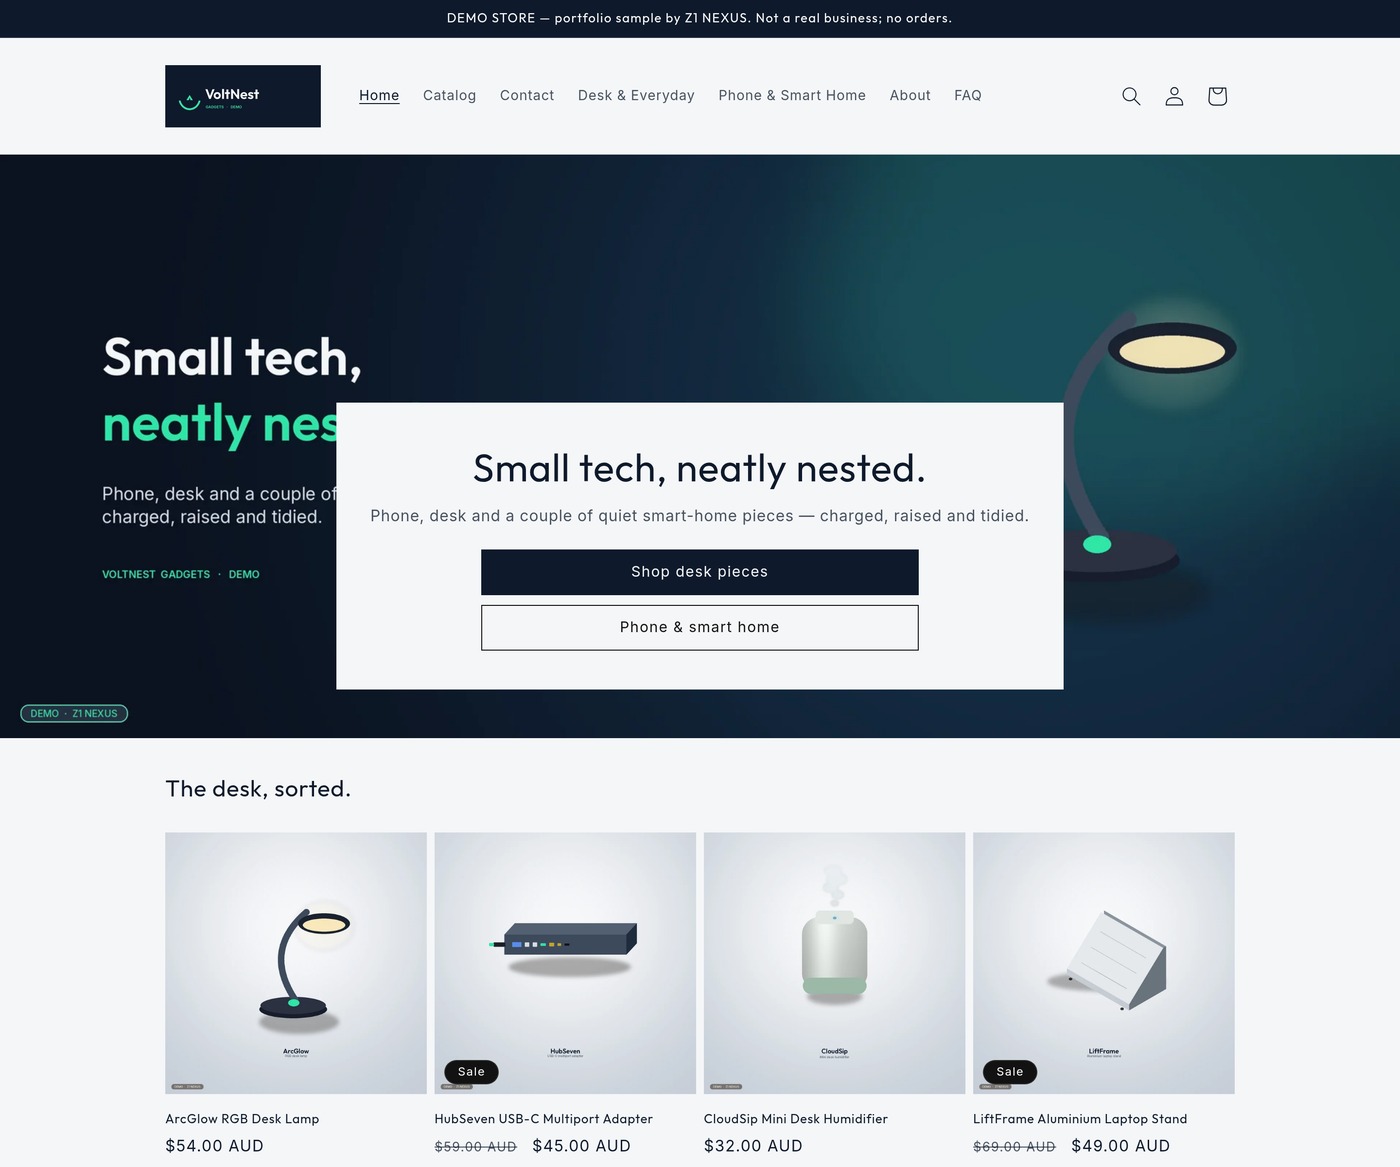 DEMO STORE — portfolio sample by Z1 NEXUS. Not a real business; no orders.
VoltNest
GADGETS · DEMO
Home
Catalog
Contact
Desk & Everyday
Phone & Smart Home
About
FAQ
Small tech,
neatly nes
Phone, desk and a couple of
charged, raised and tidied.
VOLTNEST GADGETS · DEMO
Small tech, neatly nested.
Phone, desk and a couple of quiet smart-home pieces — charged, raised and tidied.
Shop desk pieces
Phone & smart home
DEMO · Z1 NEXUS
The desk, sorted.
ArcGlow
HubSeven
CloudSip
LiftFrame
Sale
Sale
ArcGlow RGB Desk Lamp
HubSeven USB-C Multiport Adapter
CloudSip Mini Desk Humidifier
LiftFrame Aluminium Laptop Stand
$54.00 AUD
$59.00 AUD $45.00 AUD
$32.00 AUD
$69.00 AUD $49.00 AUD